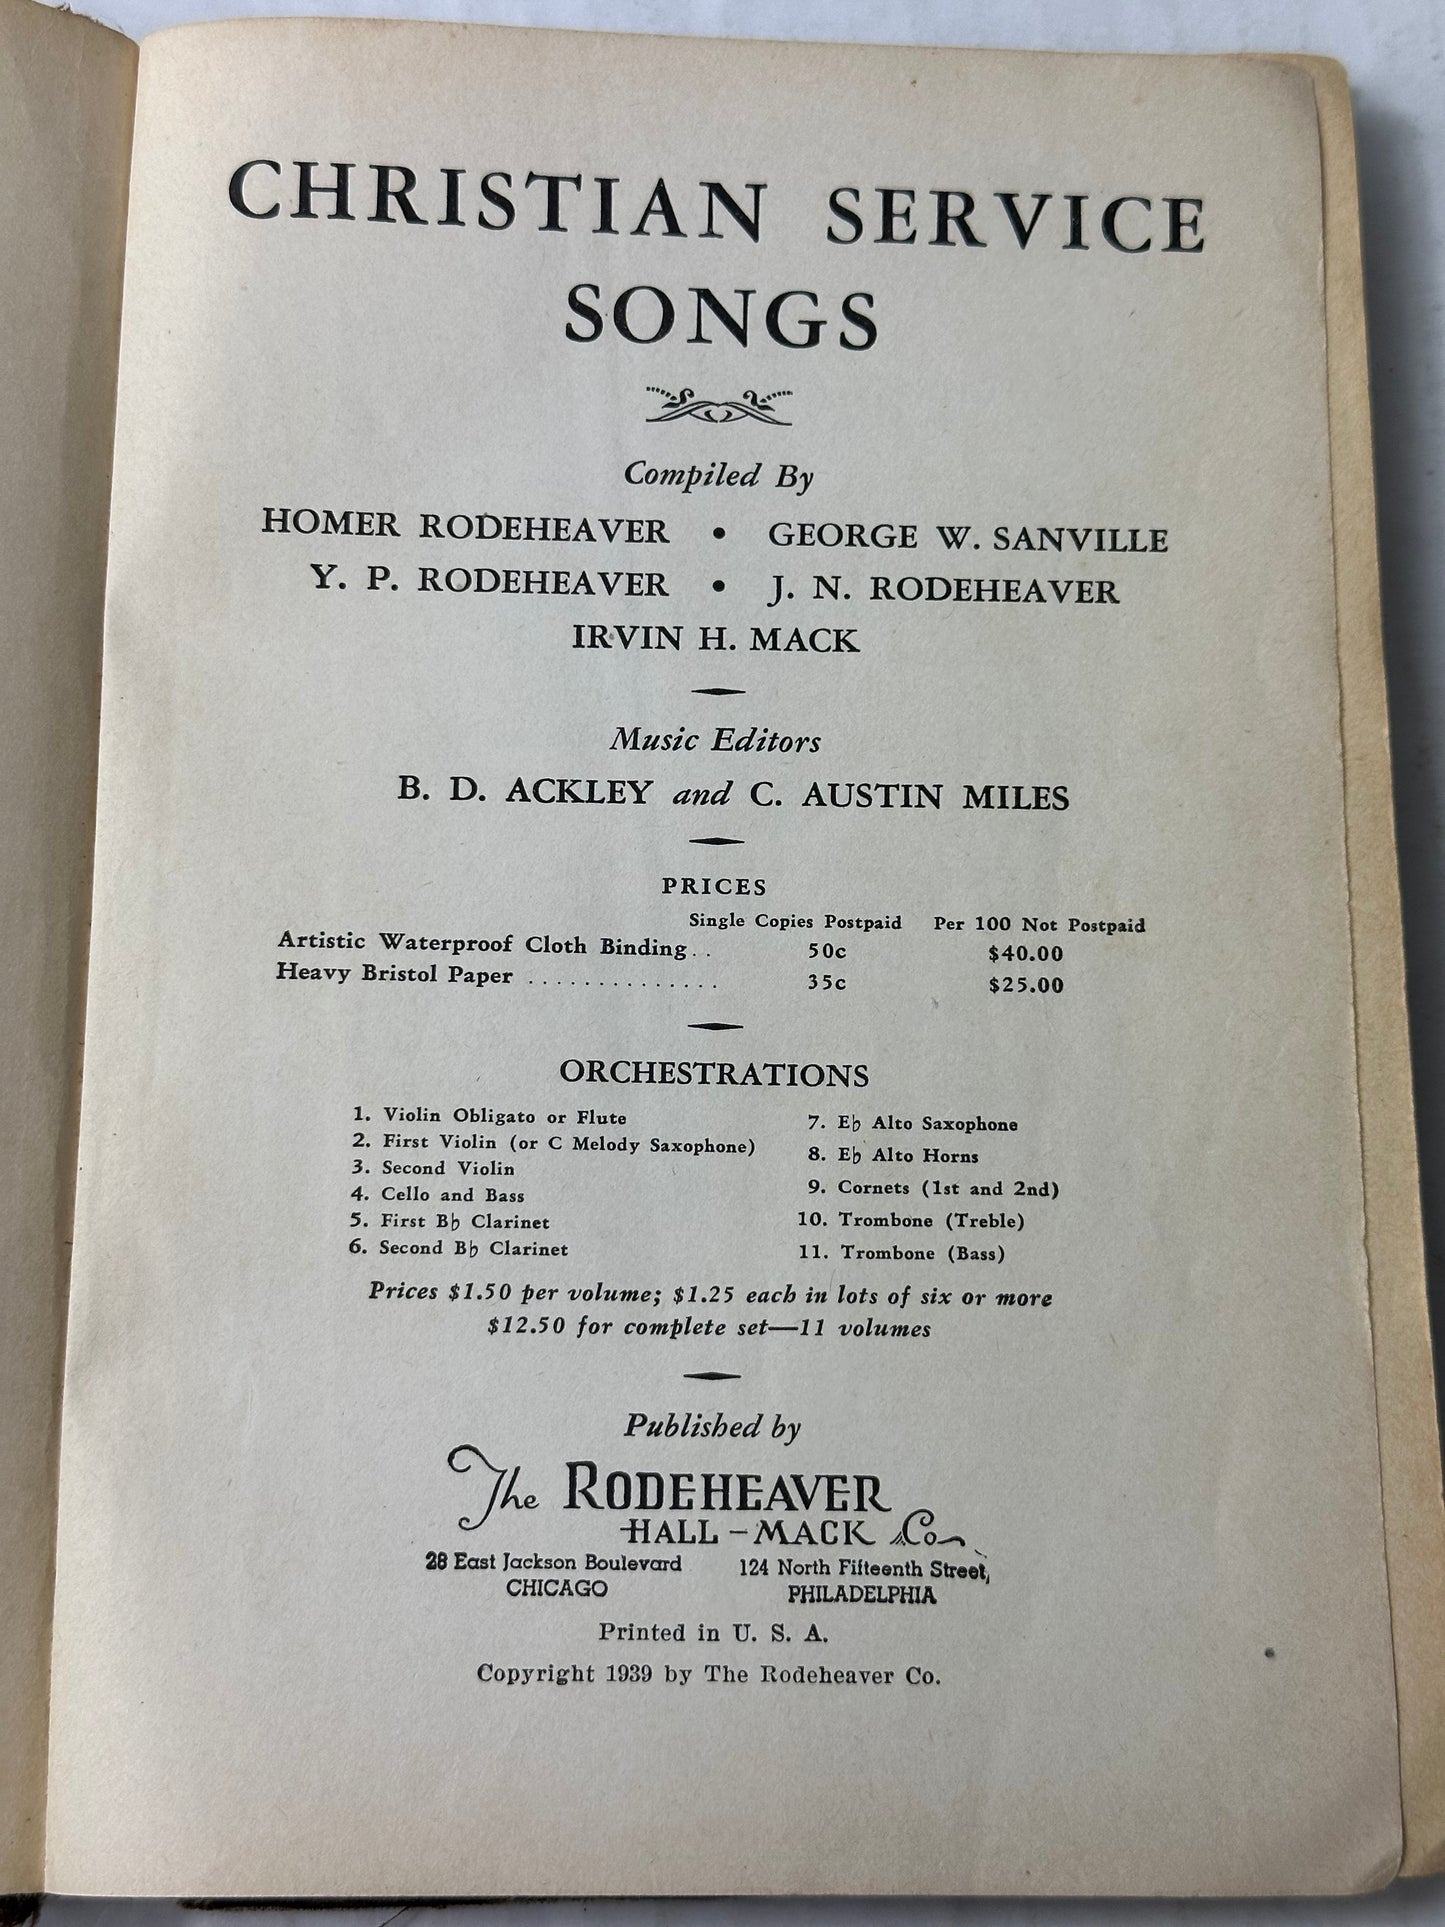 CHRISTIAN SERVICE
SONGS
Compiled By
HOMER RODEHEAVER • GEORGE W. SANVILLE
Y. P. RODEHEAVER • J. N. RODEHEAVER
IRVIN H. MACK
Music Editors
B. D. ACKLEY and C. AUSTIN MILES
PRICES
Single Copies Postpaid Per 100 Not Postpaid
Artistic Waterproof Cloth Binding.. 50c $40.00
Heavy Bristol Paper .............. 35c $25.00
ORCHESTRATIONS
1. Violin Obligato or Flute
2. First Violin (or C Melody Saxophone)
3. Second Violin
4. Cello and Bass
5. First B♭ Clarinet
6. Second B♭ Clarinet
7. E♭ Alto Saxophone
8. E♭ Alto Horns
9. Cornets (1st and 2nd)
10. Trombone (Treble)
11. Trombone (Bass)
Prices $1.50 per volume; $1.25 each in lots of six or more
$12.50 for complete set—11 volumes
Published by
The RODEHEAVER
HALL-MACK Co
28 East Jackson Boulevard 124 North Fifteenth Street,
CHICAGO PHILADELPHIA
Printed in U. S. A.
Copyright 1939 by The Rodeheaver Co.